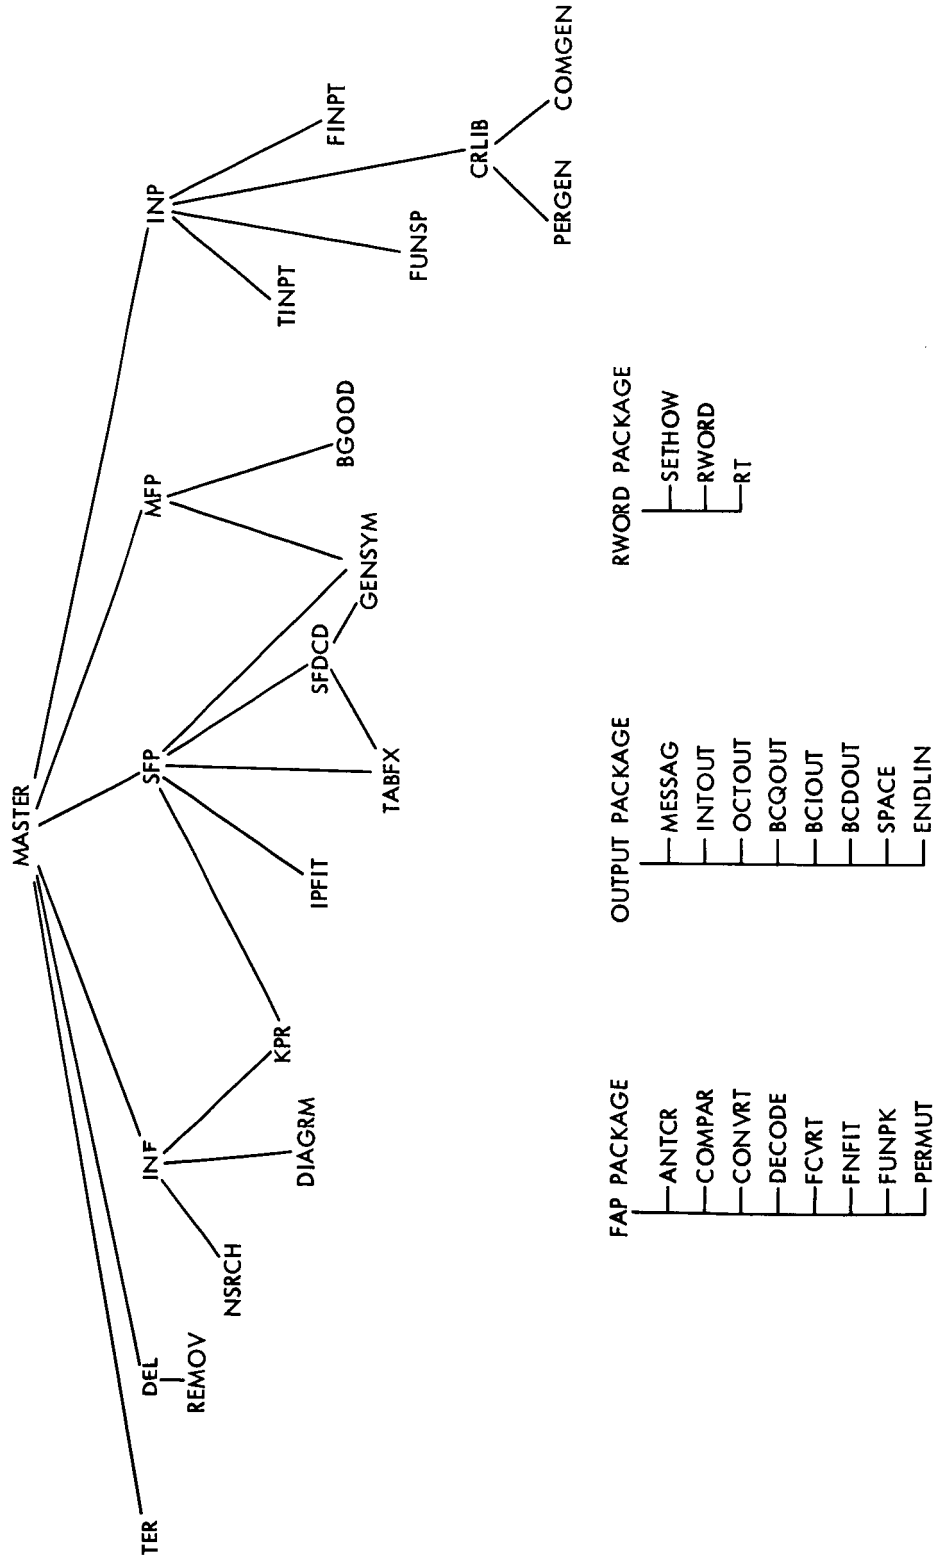 MASTER
TER
DEL
INF
SFP
MFP
INP
REMOV
NSRCH
DIAGRM
KPR
IPFIT
TABFX
SFDCD
GENSYM
BGOOD
TINPT
FUNSP
FINPT
CRLIB
PERGEN
COMGEN
FAP PACKAGE
ANTCR
COMPAR
CONVRT
DECODE
FCVRT
FNFIT
FUNPK
PERMUT
OUTPUT PACKAGE
MESSAG
INTOUT
OCTOUT
BCQOUT
BCIOUT
BCDOUT
SPACE
ENDLIN
RWORD PACKAGE
SETHOW
RWORD
RT